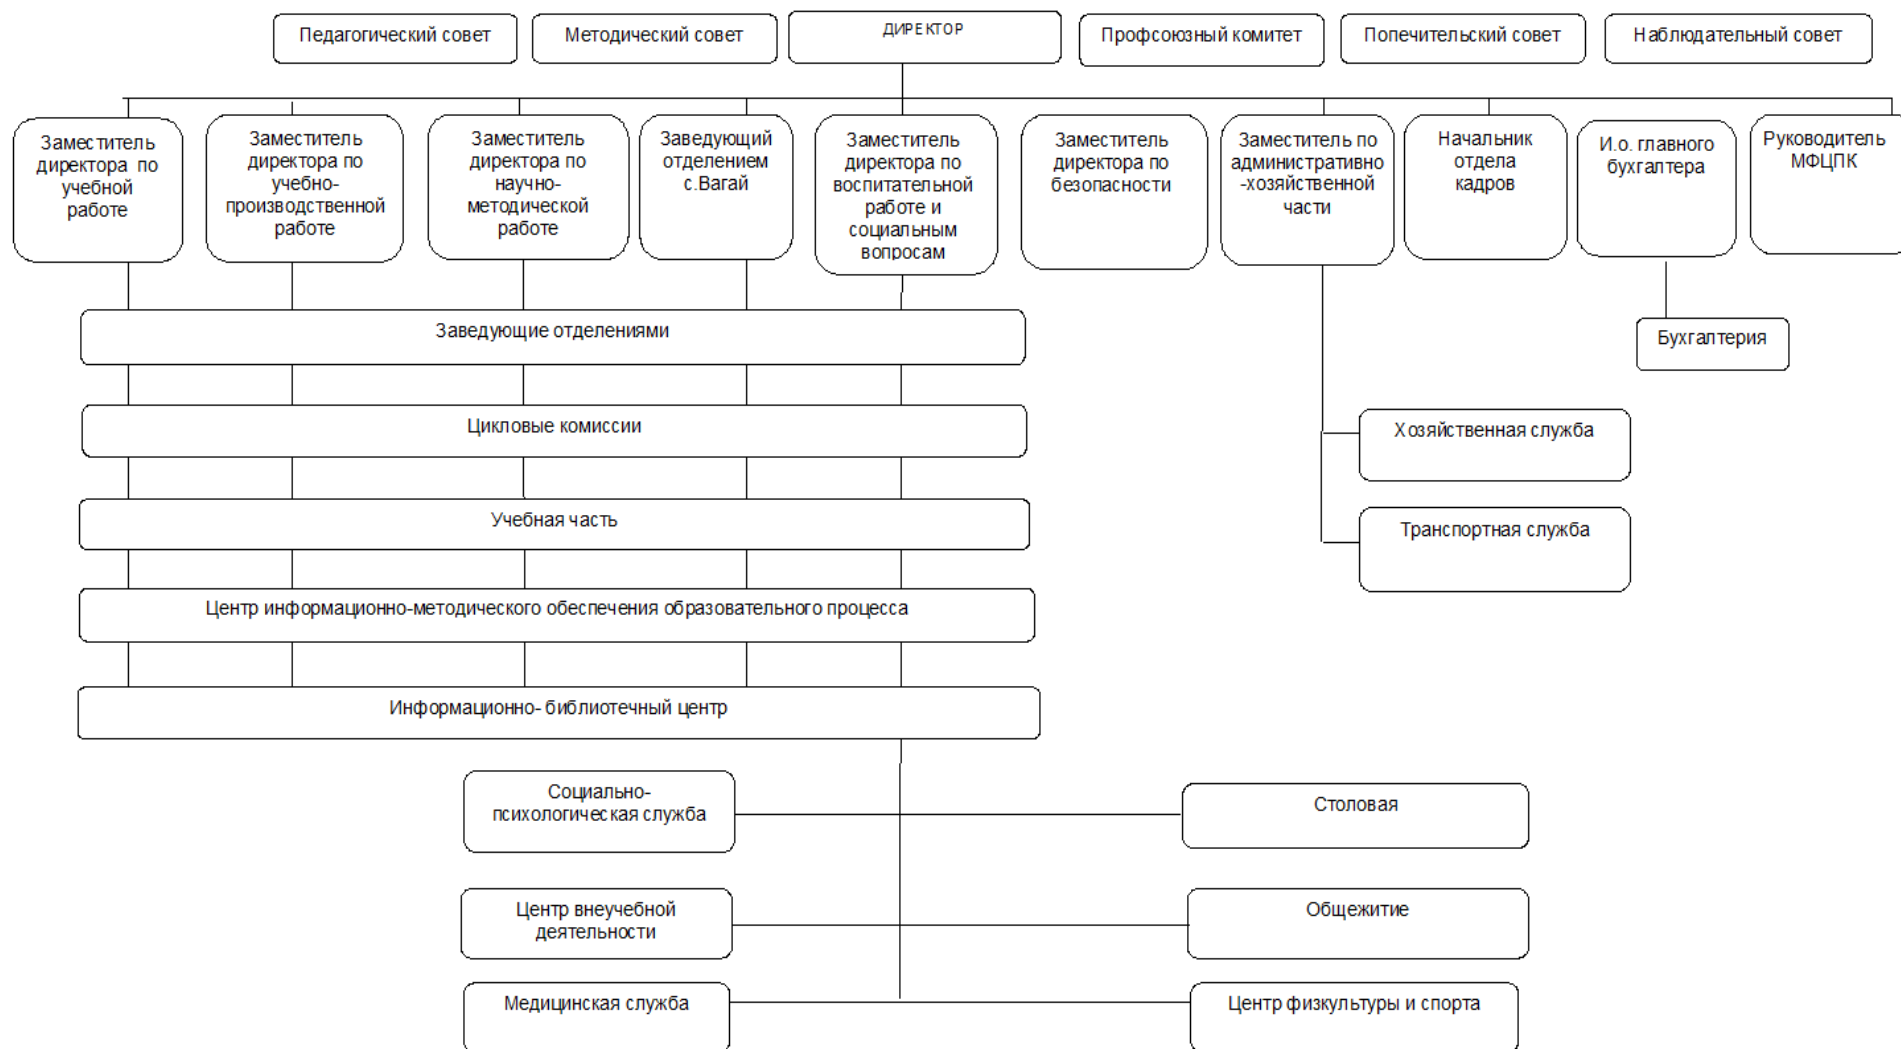 Педагогический совет
Методический совет
ДИРЕКТОР
Профсоюзный комитет
Попечительский совет
Наблюдательный совет
Заместитель
директора по
учебной
работе
Заместитель
директора по
учебно-
производственной
работе
Заместитель
директора по
научно-
методической
работе
Заведующий
отделением
с.Вагай
Заместитель
директора по
воспитательной
работе и
социальным
вопросам
Заместитель
директора по
безопасности
Заместитель по
административно
-хозяйственной
части
Начальник
отдела
кадров
И.о. главного
бухгалтера
Руководитель
МФЦПК
Заведующие отделениями
Бухгалтерия
Цикловые комиссии
Хозяйственная служба
Учебная часть
Транспортная служба
Центр информационно-методического обеспечения образовательного процесса
Информационно- библиотечный центр
Социально-
психологическая служба
Столовая
Центр внеучебной
деятельности
Общежитие
Медицинская служба
Центр физкультуры и спорта